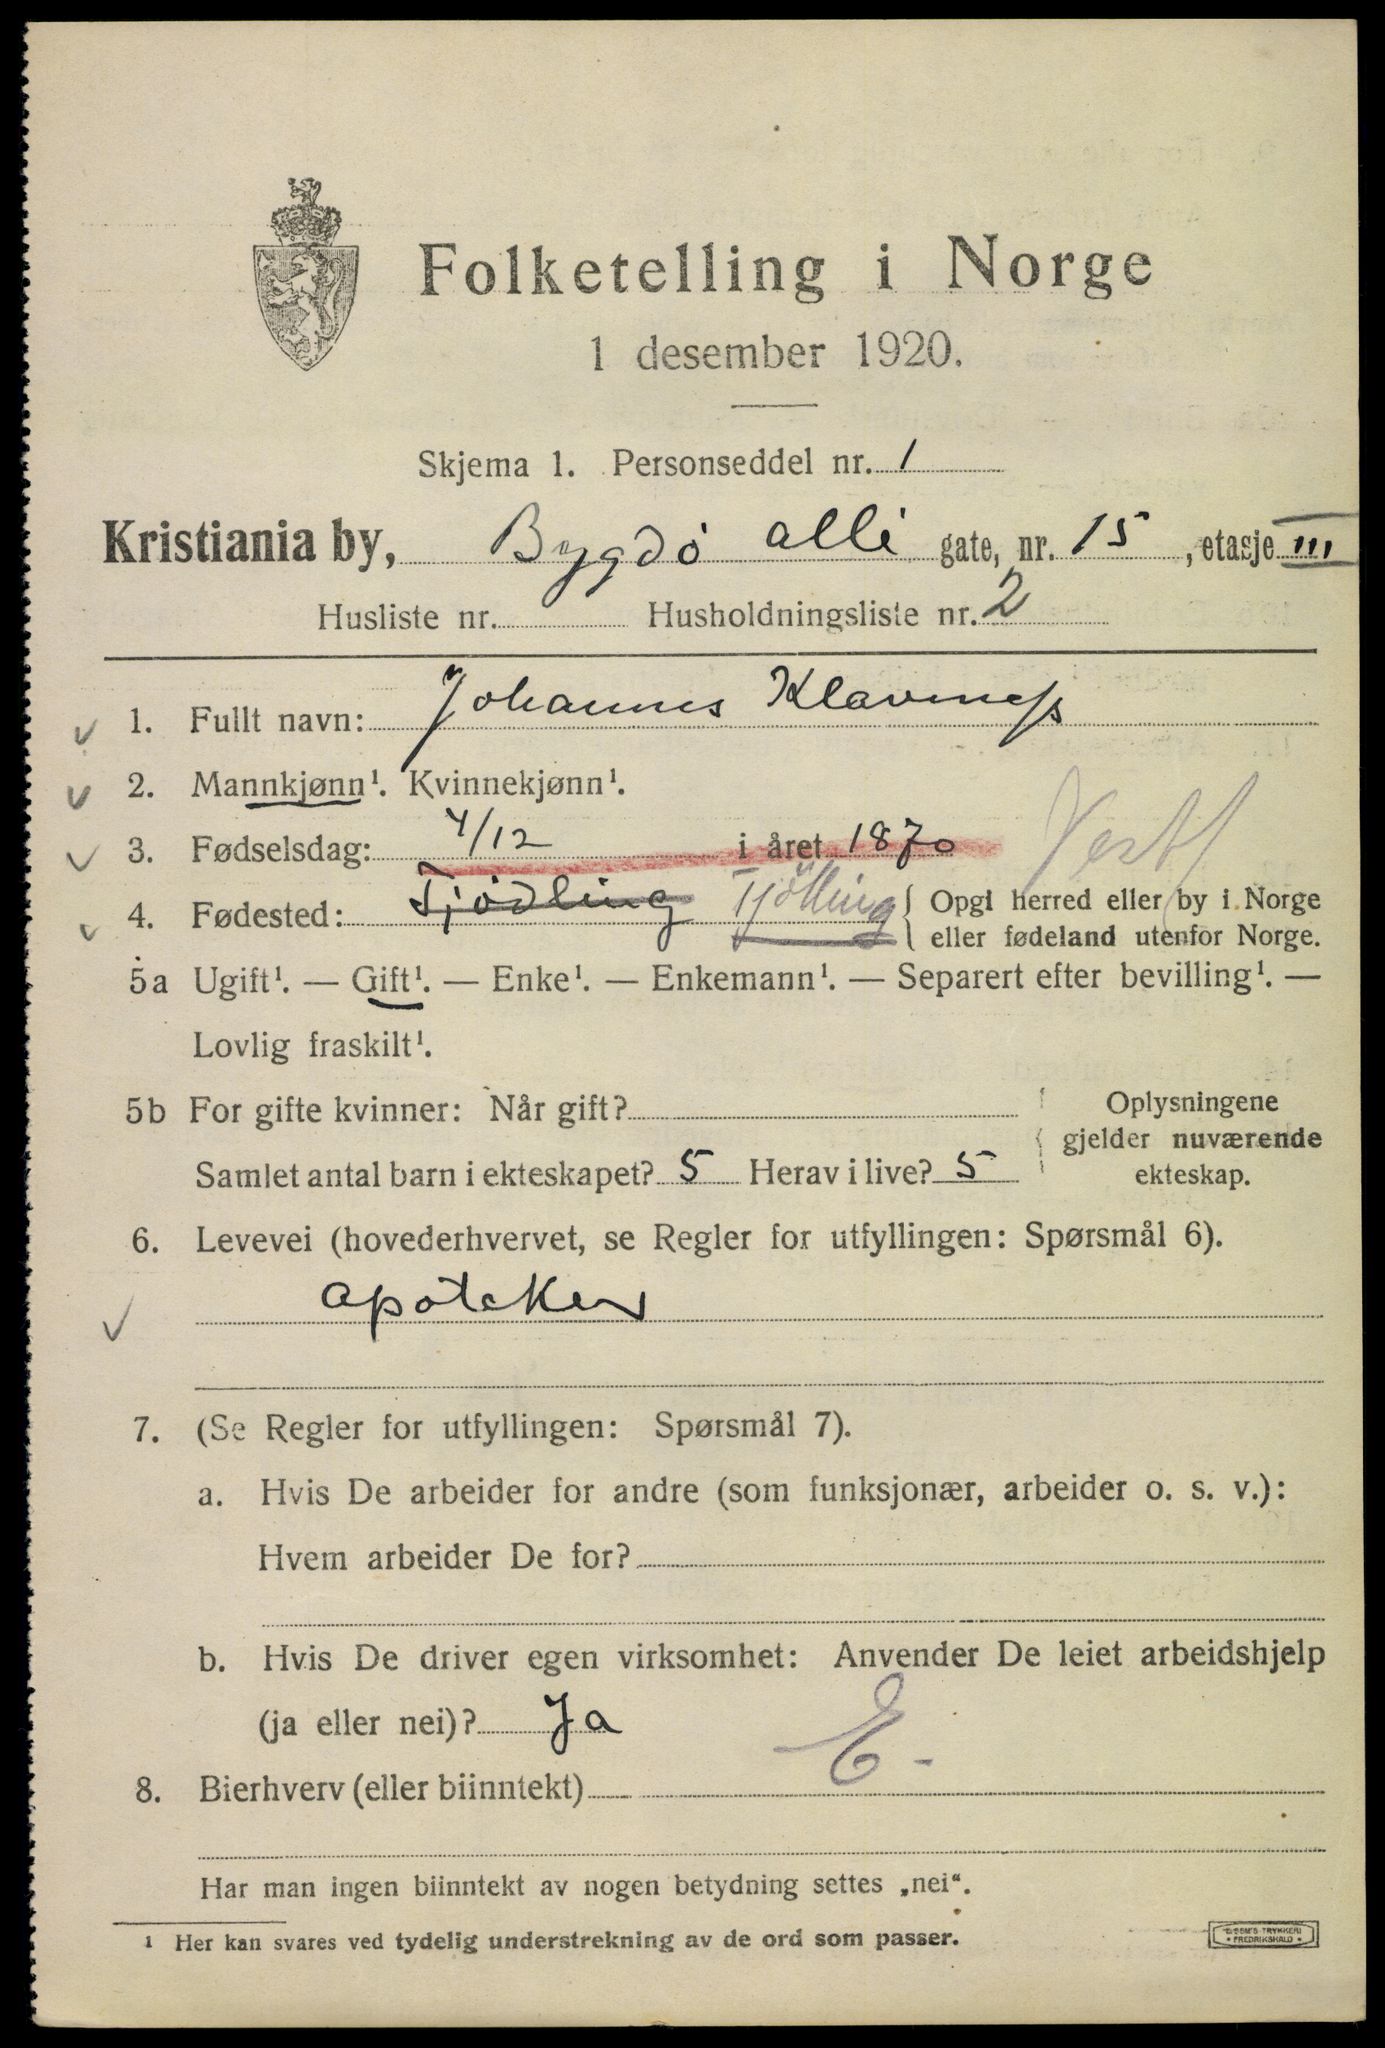 Folketelling i Norge
1 desember 1920.
Skjema 1. Personseddel nr. 1
Kristiania by, Bygdö allé gate, nr. 15, etasje III
Husliste nr. Husholdningsliste nr. 2
1. Fullt navn: Johannes Klavness
2. Mannkjønn¹. Kvinnekjønn¹.
3. Fødselsdag: 4/12 i året 1870
Vestf
4. Fødested: Tjödling Tjölling { Opgi herred eller by i Norge
eller fødeland utenfor Norge.
5a Ugift¹. — Gift¹. — Enke¹. — Enkemann¹. — Separert efter bevilling¹. —
Lovlig fraskilt¹.
5b For gifte kvinner: Når gift? Oplysningene
gjelder nuværende
Samlet antal barn i ekteskapet? 5 Herav i live? 5 ekteskap.
6. Levevei (hovederhvervet, se Regler for utfyllingen: Spørsmål 6).
apoteker
7. (Se Regler for utfyllingen: Spørsmål 7).
a. Hvis De arbeider for andre (som funksjonær, arbeider o. s. v.):
Hvem arbeider De for?
b. Hvis De driver egen virksomhet: Anvender De leiet arbeidshjelp
(ja eller nei)? Ja
E.
8. Bierhverv (eller biinntekt)
Har man ingen biinntekt av nogen betydning settes „nei“.
¹ Her kan svares ved tydelig understrekning av de ord som passer.
TRYKKERI
FREDRIKSHALD